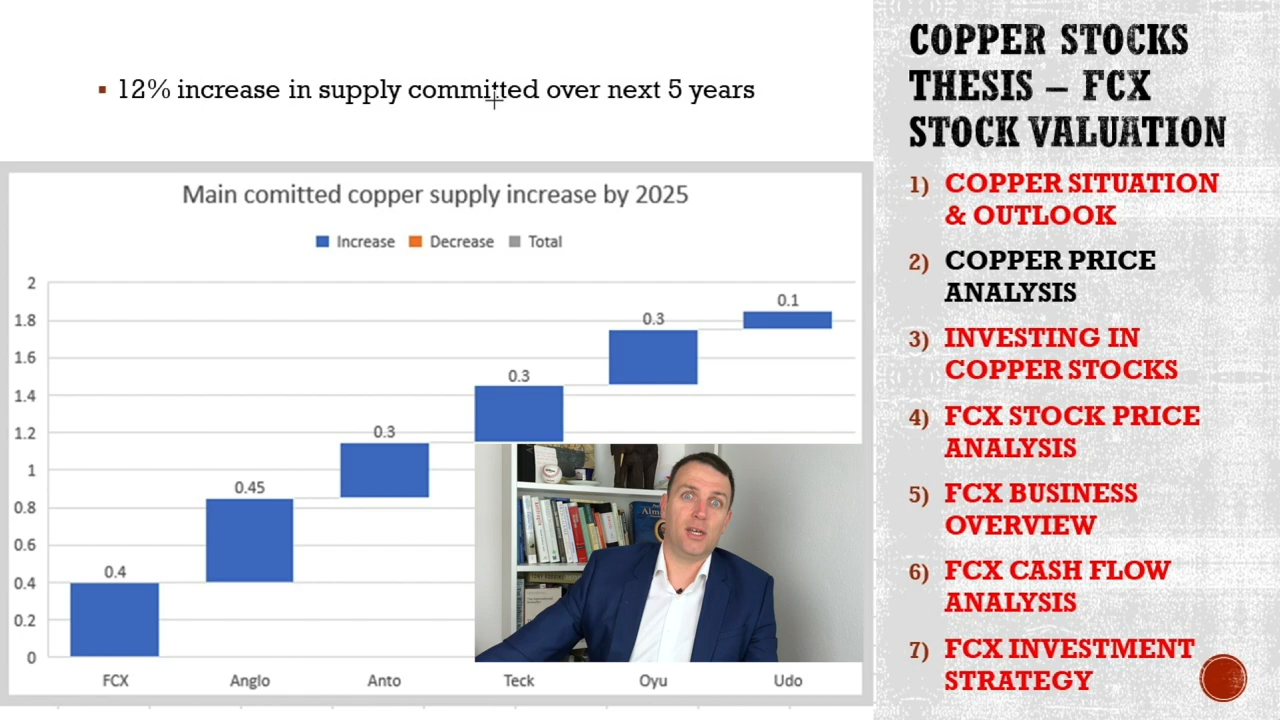 12% increase in supply committed over next 5 years
Main comitted copper supply increase by 2025
Increase Decrease Total
2
1.8
1.6
1.4
1.2
1
0.8
0.6
0.4
0.2
0
0.4
0.45
0.3
0.3
0.3
0.1
FCX Anglo Anto Teck Oyu Udo
COPPER STOCKS
THESIS – FCX
STOCK VALUATION
1) COPPER SITUATION
& OUTLOOK
2) COPPER PRICE
ANALYSIS
3) INVESTING IN
COPPER STOCKS
4) FCX STOCK PRICE
ANALYSIS
5) FCX BUSINESS
OVERVIEW
6) FCX CASH FLOW
ANALYSIS
7) FCX INVESTMENT
STRATEGY